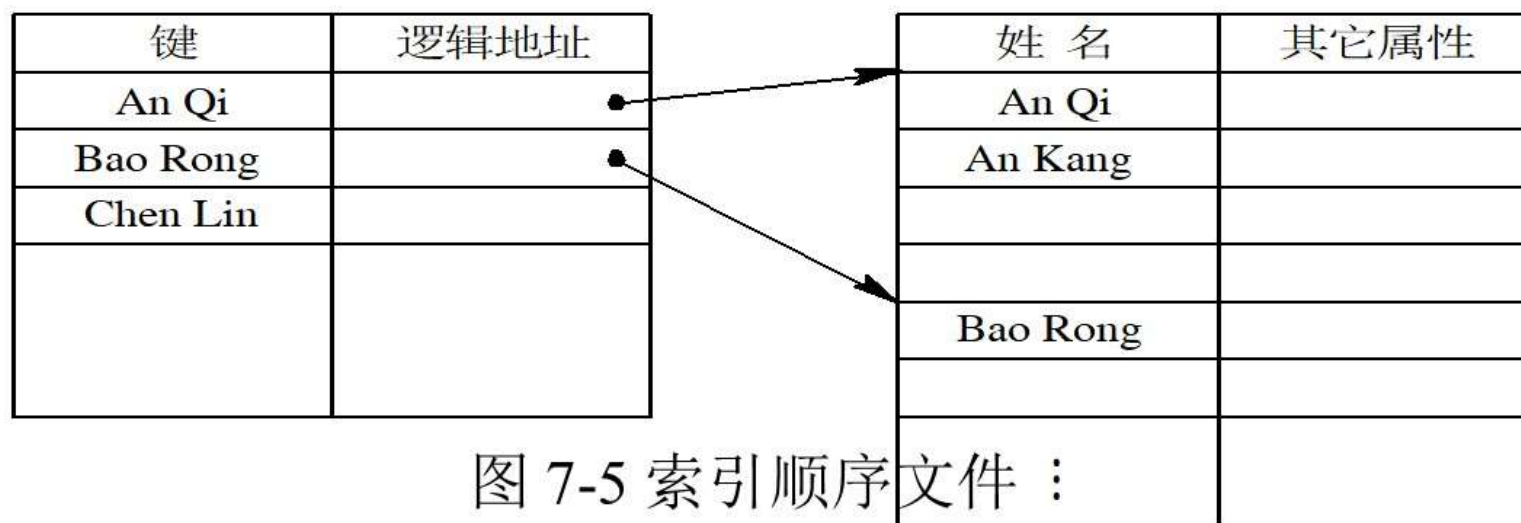 键 逻辑地址
An Qi
Bao Rong
Chen Lin
姓 名 其它属性
An Qi
An Kang
Bao Rong
图 7-5 索引顺序文件 ⋮